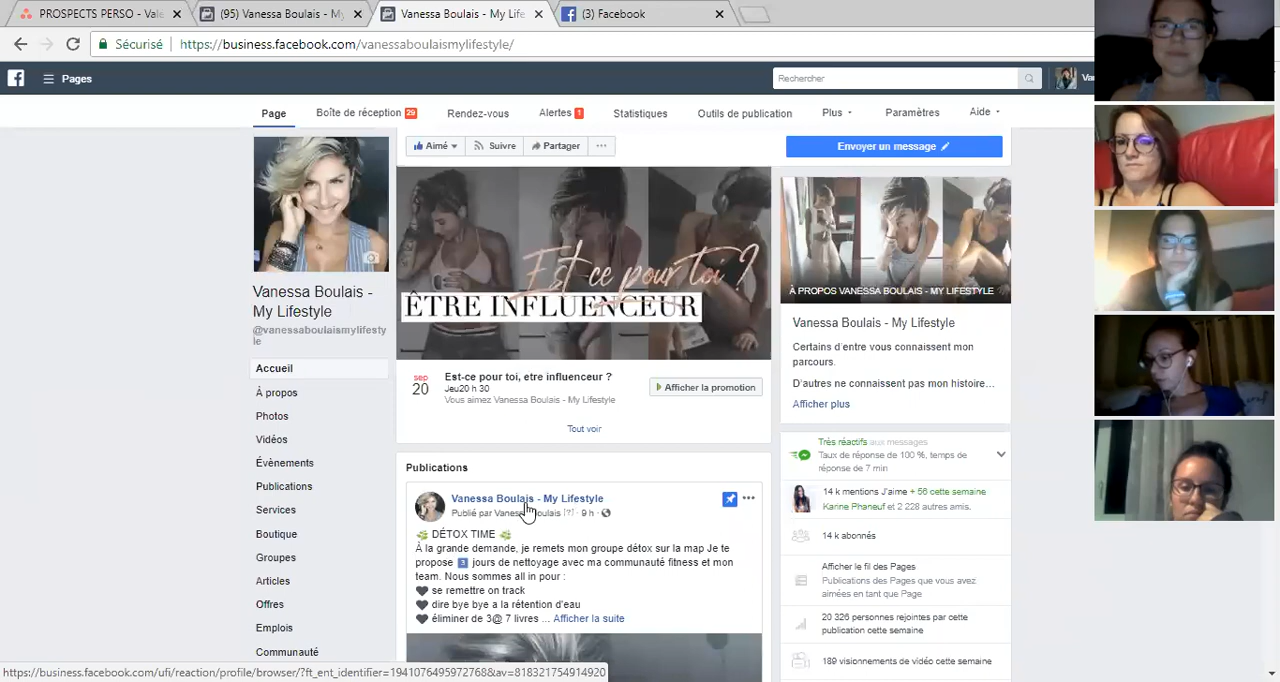 PROSPECTS PERSO - Val
(95) Vanessa Boulais - My L
Vanessa Boulais - My Life
(3) Facebook
Sécurisé
https://business.facebook.com/vanessaboulaismylifestyle/
Pages
Rechercher
Van
Page
Boîte de réception 29
Rendez-vous
Alertes 1
Statistiques
Outils de publication
Plus
Paramètres
Aide
Aimé
Suivre
Partager
Envoyer un message
Est-ce pour toi ?
ÊTRE INFLUENCEUR
À PROPOS VANESSA BOULAIS - MY LIFESTYLE
Vanessa Boulais -
My Lifestyle
@vanessaboulaismylifesty
le
Accueil
À propos
Photos
Vidéos
Évènements
Publications
Services
Boutique
Groupes
Articles
Offres
Emplois
Communauté
SEP
20
Est-ce pour toi, etre influenceur ?
Jeu20 h 30
Vous aimez Vanessa Boulais - My Lifestyle
Afficher la promotion
Tout voir
Publications
Vanessa Boulais - My Lifestyle
Publié par Vanessa Boulais [?] · 9 h ·
DÉTOX TIME
À la grande demande, je remets mon groupe détox sur la map Je te
propose 3 jours de nettoyage avec ma communauté fitness et mon
team. Nous sommes all in pour :
se remettre on track
dire bye bye a la rétention d'eau
éliminer de 3@ 7 livres ... Afficher la suite
Vanessa Boulais - My Lifestyle
Certains d'entre vous connaissent mon
parcours.
D'autres ne connaissent pas mon histoire...
Afficher plus
Très réactifs aux messages
Taux de réponse de 100 %, temps de
réponse de 7 min
14 k mentions J'aime + 56 cette semaine
Karine Phaneuf et 2 228 autres amis.
14 k abonnés
Afficher le fil des Pages
Publications des Pages que vous avez
aimées en tant que Page
20 326 personnes rejointes par cette
publication cette semaine
189 visionnements de vidéo cette semaine
https://business.facebook.com/ufi/reaction/profile/browser/?ft_ent_identifier=1941076495972768&av=818321754914920